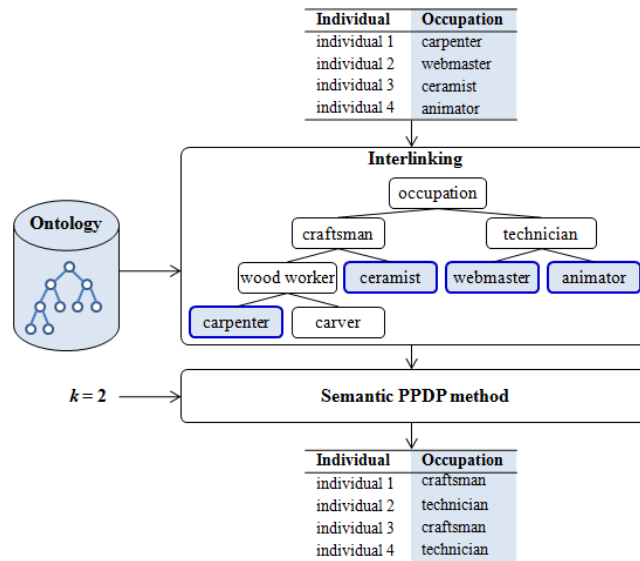 Individual Occupation
individual 1 carpenter
individual 2 webmaster
individual 3 ceramist
individual 4 animator
Interlinking
occupation
Ontology
craftsman technician
wood worker ceramist webmaster animator
carpenter carver
k = 2
Semantic PPDP method
Individual Occupation
individual 1 craftsman
individual 2 technician
individual 3 craftsman
individual 4 technician